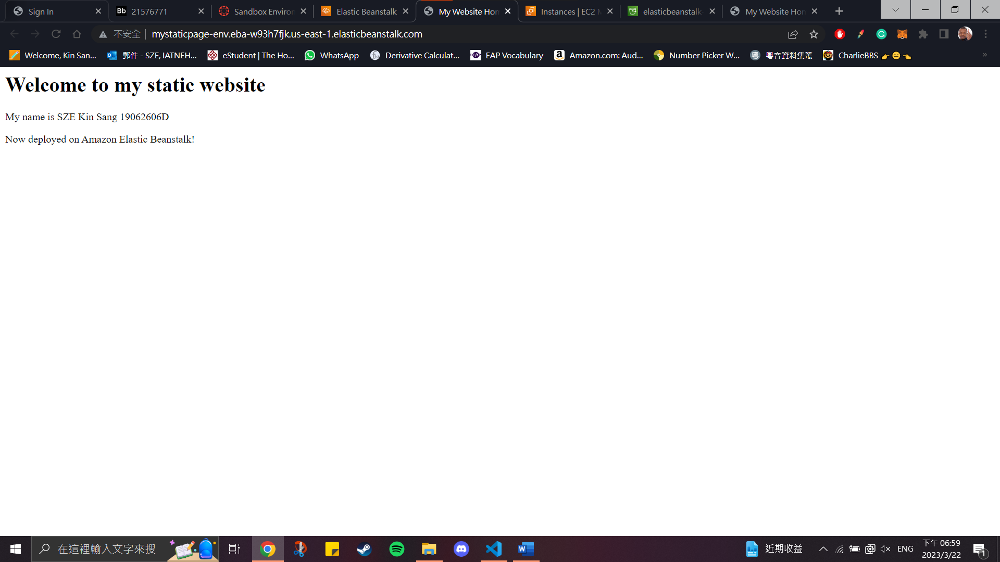 Sign In
Bb 21576771
Sandbox Environ
Elastic Beanstalk
My Website Hom
Instances | EC2 M
elasticbeanstalk-
My Website Hom
不安全 | mystaticpage-env.eba-w93h7fjk.us-east-1.elasticbeanstalk.com
Welcome, Kin San...
郵件 - SZE, IATNEH...
eStudent | The Ho...
WhatsApp
Derivative Calculat...
EAP Vocabulary
Amazon.com: Aud...
Number Picker W...
粵音資料集叢
CharlieBBS 👉😑👈
»
Welcome to my static website
My name is SZE Kin Sang 19062606D
Now deployed on Amazon Elastic Beanstalk!
在這裡輸入文字來搜
近期收益
ENG
下午 06:59
2023/3/22
1